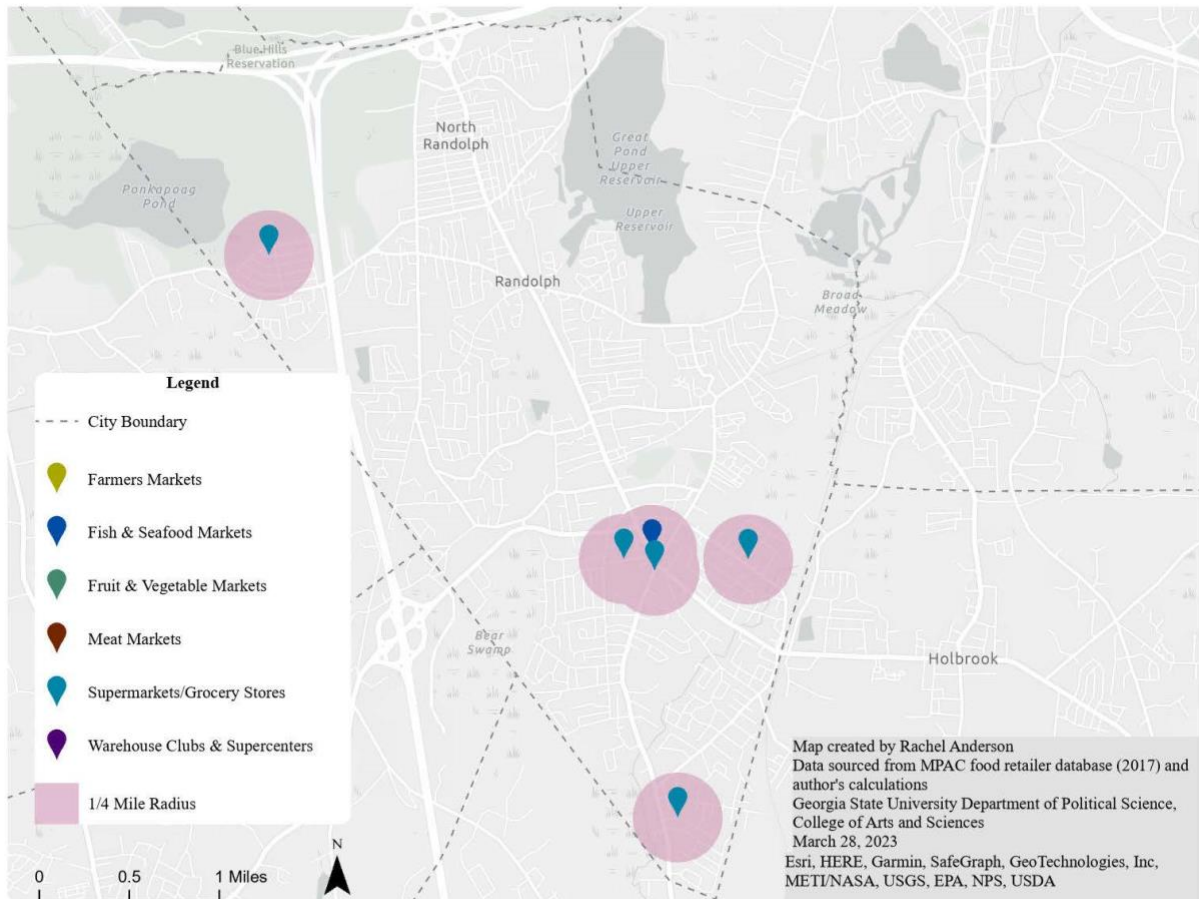 Blue Hills
Reservation
North
Randolph
Great
Pond
Upper
Reservoir
Ponkapoag
Pond
Upper
Reservoir
Randolph
Broad
Meadow
Legend
City Boundary
Farmers Markets
Fish & Seafood Markets
Fruit & Vegetable Markets
Meat Markets
Supermarkets/Grocery Stores
Warehouse Clubs & Supercenters
1/4 Mile Radius
Bear
Swamp
Holbrook
Map created by Rachel Anderson
Data sourced from MPAC food retailer database (2017) and
author's calculations
Georgia State University Department of Political Science,
College of Arts and Sciences
March 28, 2023
Esri, HERE, Garmin, SafeGraph, GeoTechnologies, Inc,
METI/NASA, USGS, EPA, NPS, USDA
N
0 0.5 1 Miles